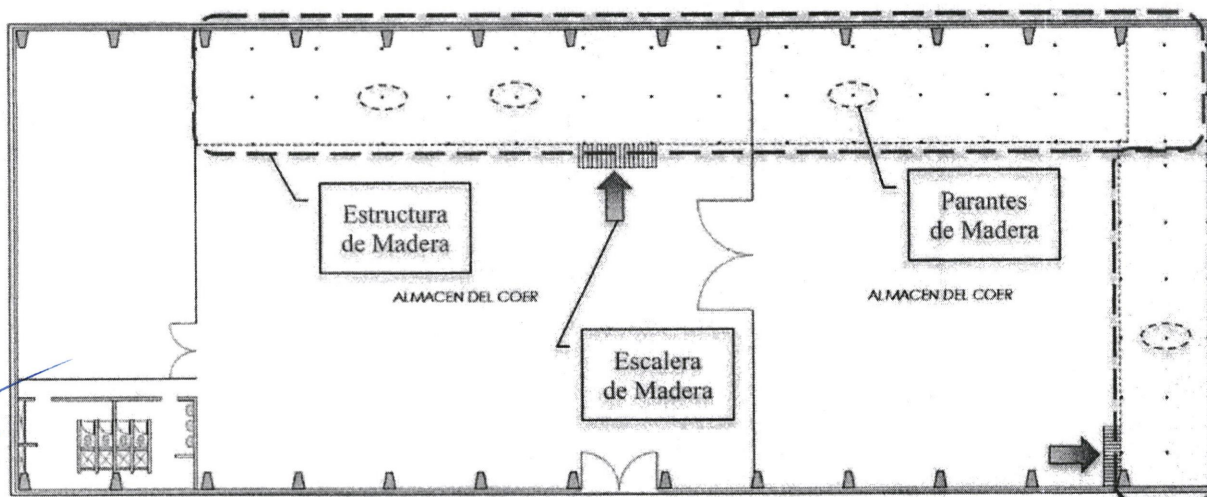 Estructura
de Madera
Parantes
de Madera
ALMACEN DEL COER
ALMACEN DEL COER
Escalera
de Madera